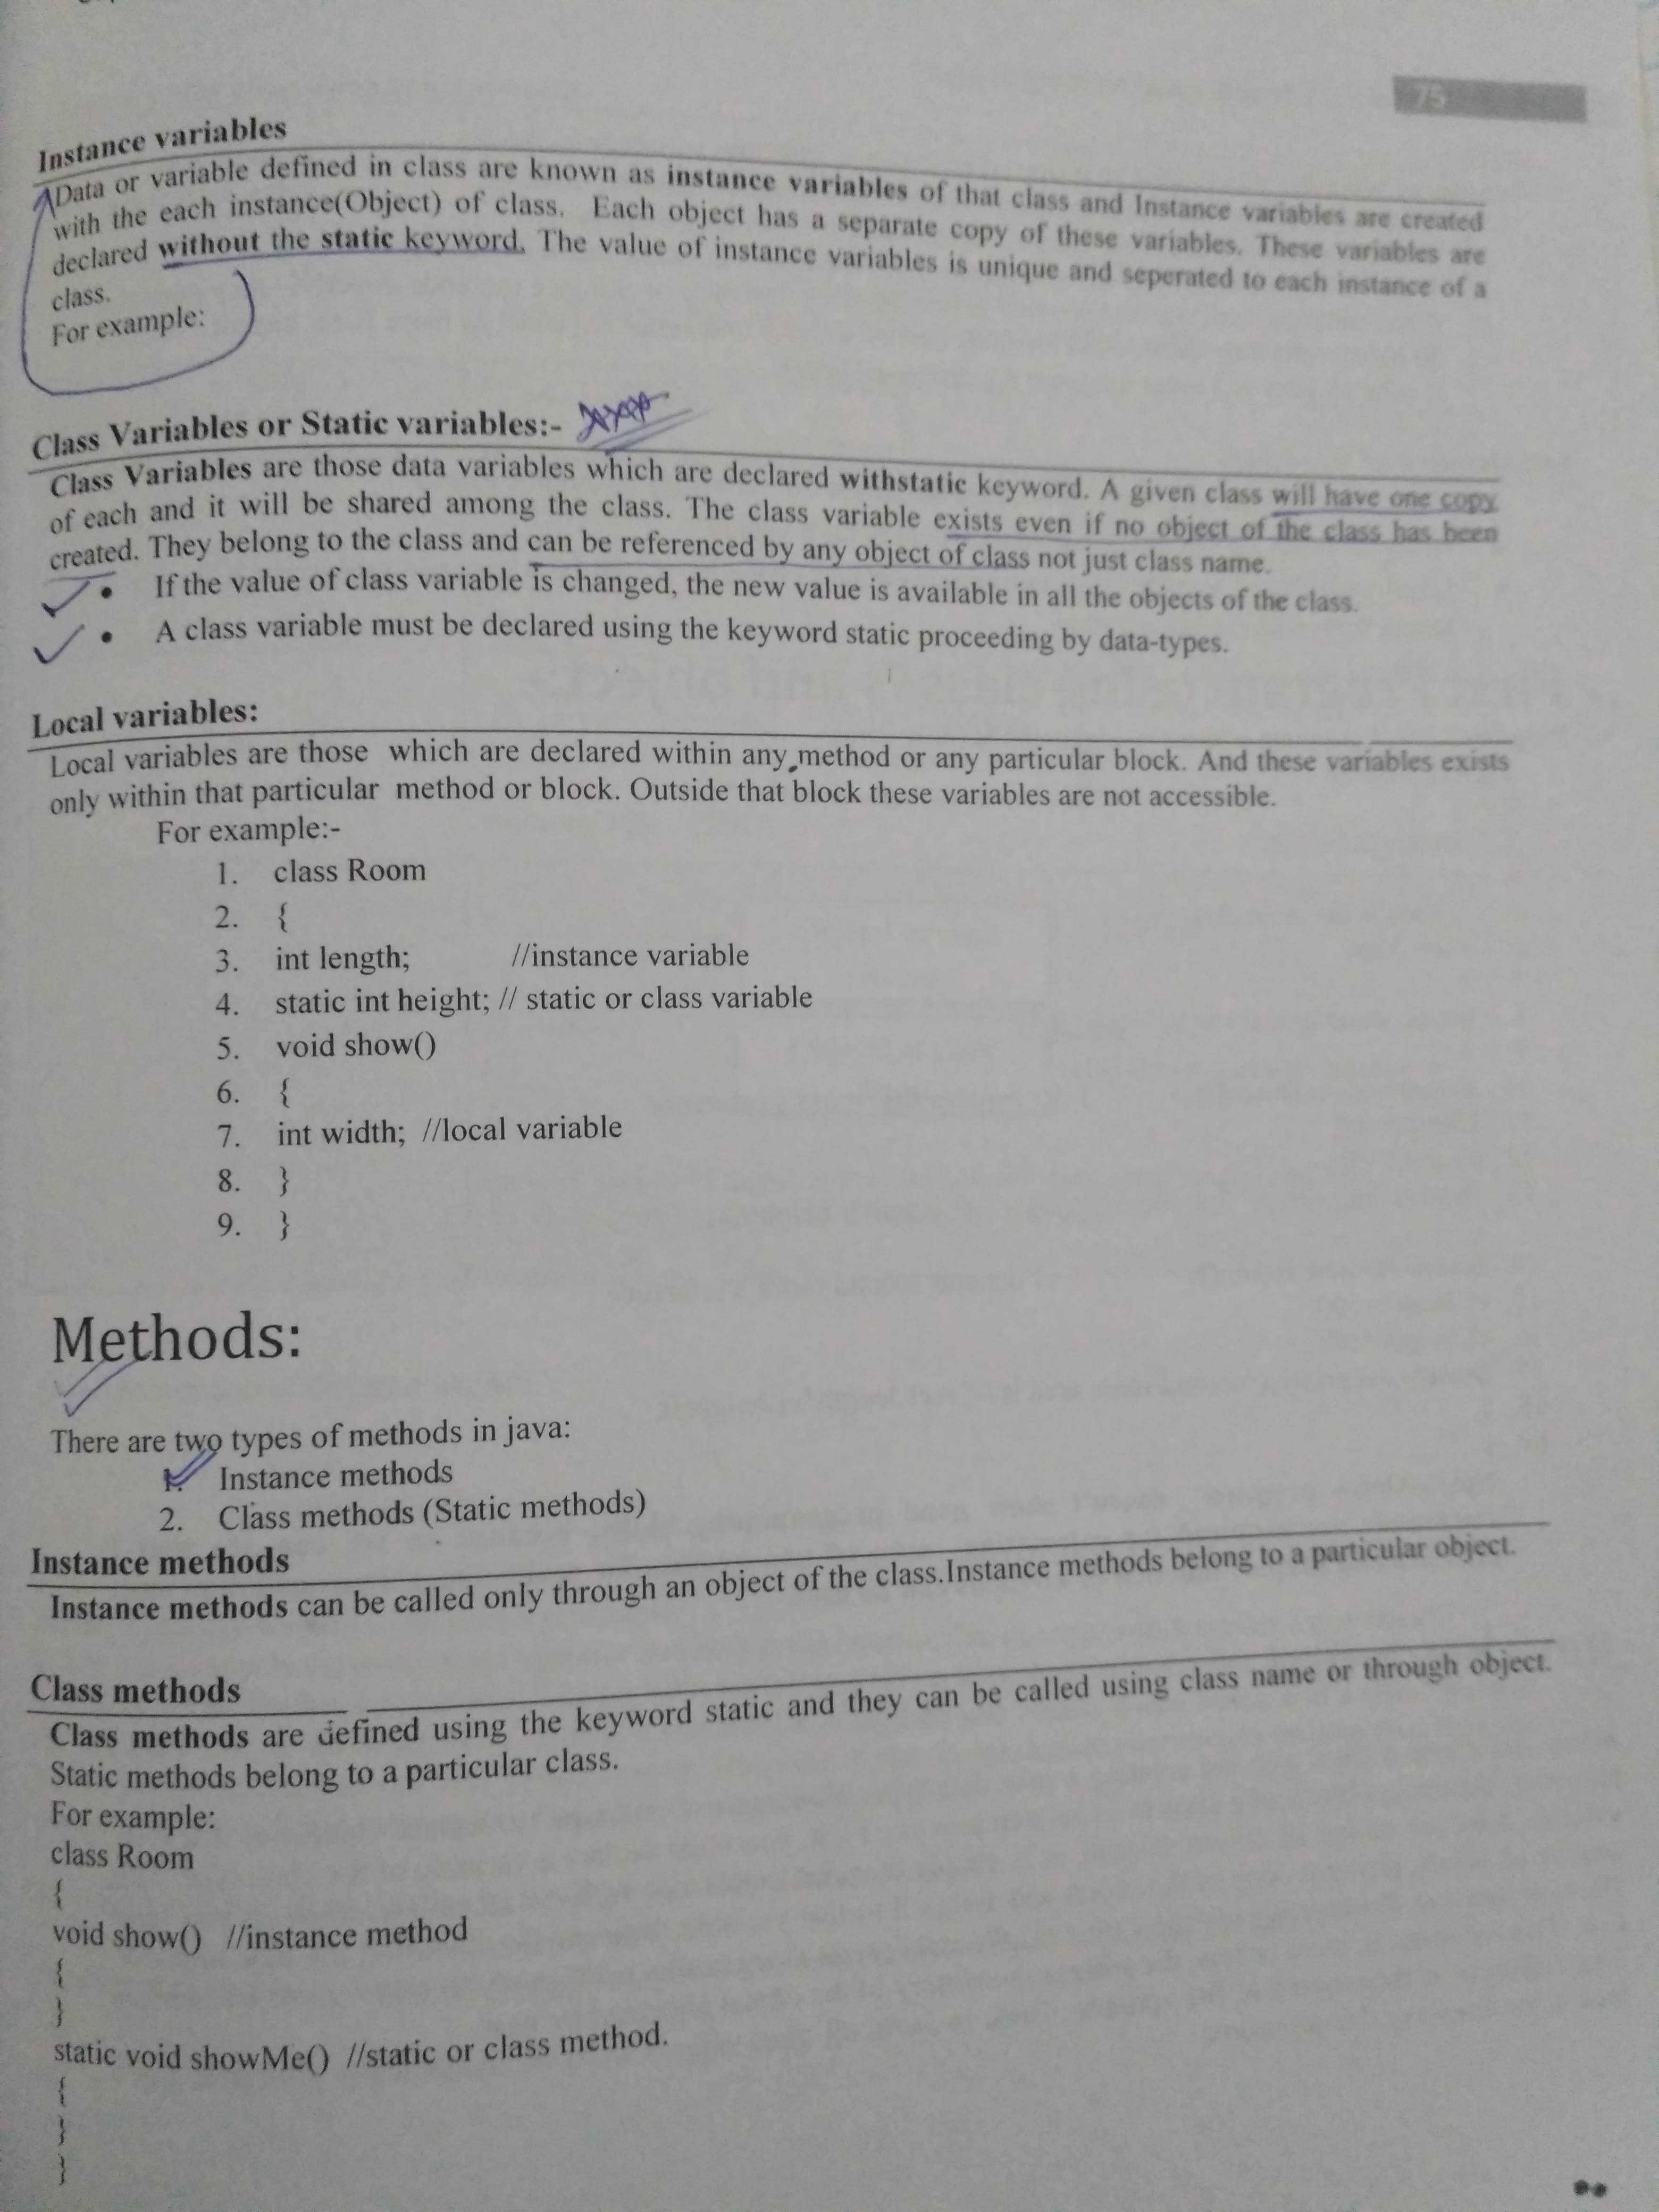 75
Instance variables
Data or variable defined in class are known as instance variables of that class and Instance variables are created
with the each instance(Object) of class. Each object has a separate copy of these variables. These variables are
declared without the static keyword. The value of instance variables is unique and seperated to each instance of a
class.
For example:
Class Variables or Static variables:-
Class Variables are those data variables which are declared withstatic keyword. A given class will have one copy
of each and it will be shared among the class. The class variable exists even if no object of the class has been
created. They belong to the class and can be referenced by any object of class not just class name.
• If the value of class variable is changed, the new value is available in all the objects of the class.
• A class variable must be declared using the keyword static proceeding by data-types.
Local variables:
Local variables are those which are declared within any method or any particular block. And these variables exists
only within that particular method or block. Outside that block these variables are not accessible.
For example:-
1. class Room
2. {
3. int length; //instance variable
4. static int height; // static or class variable
5. void show()
6. {
7. int width; //local variable
8. }
9. }
Methods:
There are two types of methods in java:
1. Instance methods
2. Class methods (Static methods)
Instance methods
Instance methods can be called only through an object of the class.Instance methods belong to a particular object.
Class methods
Class methods are defined using the keyword static and they can be called using class name or through object.
Static methods belong to a particular class.
For example:
class Room
{
void show() //instance method
{
}
static void showMe() //static or class method.
{
}
}